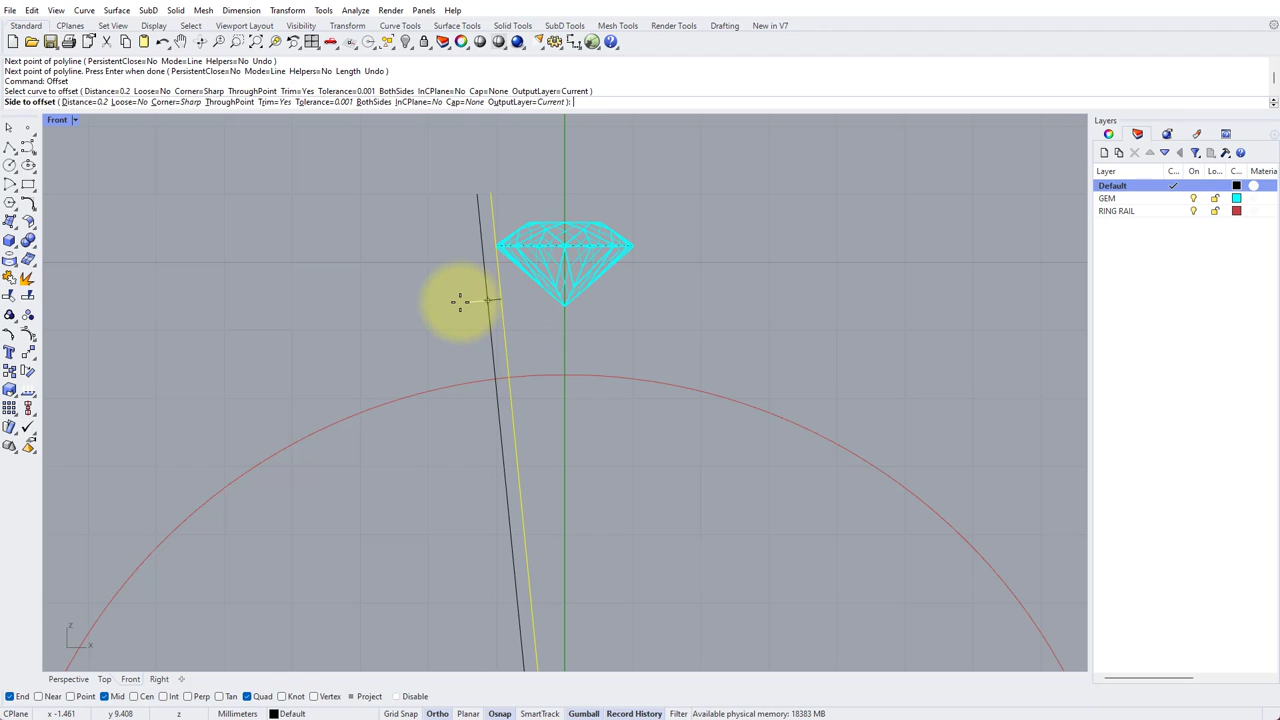 File Edit View Curve Surface SubD Solid Mesh Dimension Transform Tools Analyze Render Panels Help
Standard CPlanes Set View Display Select Viewport Layout Visibility Transform Curve Tools Surface Tools Solid Tools SubD Tools Mesh Tools Render Tools Drafting New in V7
Next point of polyline ( PersistentClose=No Mode=Line Helpers=No Undo )
Next point of polyline. Press Enter when done ( PersistentClose=No Mode=Line Helpers=No Length Undo )
Command: Offset
Select curve to offset ( Distance=0.2 Loose=No Corner=Sharp ThroughPoint Trim=Yes Tolerance=0.001 BothSides InCPlane=No Cap=None OutputLayer=Current )
Side to offset ( Distance=0.2 Loose=No Corner=Sharp ThroughPoint Trim=Yes Tolerance=0.001 BothSides InCPlane=No Cap=None OutputLayer=Current ):
Front
Layers
Layer C... On Lo... C... Materia
Default
GEM
RING RAIL
z
x
Perspective Top Front Right
End Near Point Mid Cen Int Perp Tan Quad Knot Vertex Project Disable
CPlane x -1.461 y 9.408 z Millimeters Default Grid Snap Ortho Planar Osnap SmartTrack Gumball Record History Filter Available physical memory: 18383 MB